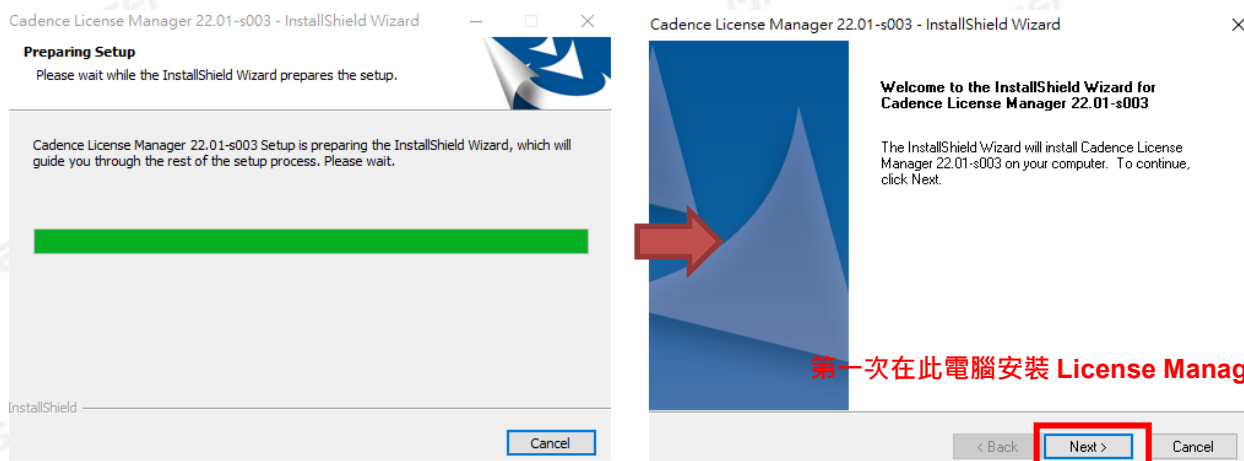 Cadence License Manager 22.01-s003 - InstallShield Wizard
Preparing Setup
Please wait while the InstallShield Wizard prepares the setup.
Cadence License Manager 22.01-s003 Setup is preparing the InstallShield Wizard, which will
guide you through the rest of the setup process. Please wait.
InstallShield
Cancel
Cadence License Manager 22.01-s003 - InstallShield Wizard
Welcome to the InstallShield Wizard for
Cadence License Manager 22.01-s003
The InstallShield Wizard will install Cadence License
Manager 22.01-s003 on your computer. To continue,
click Next.
第一次在此電腦安裝 License Manag
< Back
Next >
Cancel